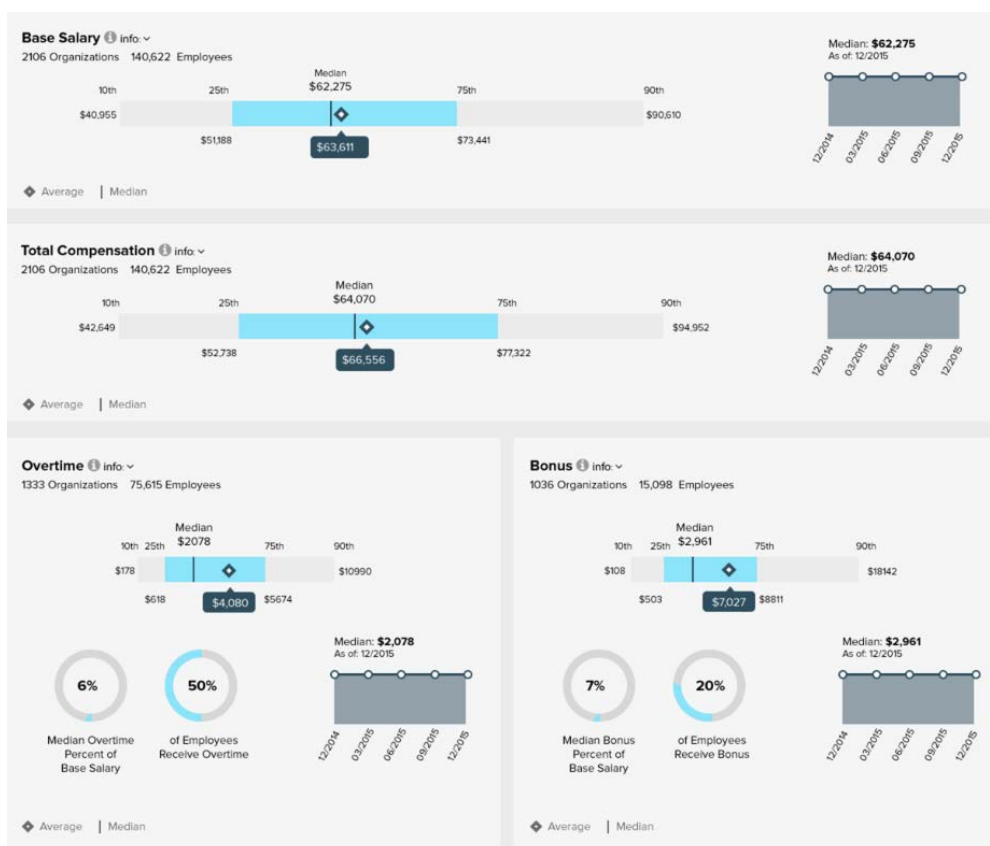 Base Salary info:
2106 Organizations 140,622 Employees
Median: $62,275
As of: 12/2015
Median
10th 25th $62,275 75th 90th
$40,955 $90,610
$51,188 $63,611 $73,441
12/2014 03/2015 06/2015 09/2015 12/2015
Average | Median
Total Compensation info:
2106 Organizations 140,622 Employees
Median: $64,070
As of: 12/2015
Median
10th 25th $64,070 75th 90th
$42,649 $94,952
$52,738 $66,556 $77,322
12/2014 03/2015 06/2015 09/2015 12/2015
Average | Median
Overtime info:
1333 Organizations 75,615 Employees
Median
10th 25th $2078 75th 90th
$178 $10990
$618 $4,080 $5674
Median: $2,078
As of: 12/2015
6% 50%
12/2014 03/2015 06/2015 09/2015 12/2015
Median Overtime
Percent of
Base Salary
of Employees
Receive Overtime
Average | Median
Bonus info:
1036 Organizations 15,098 Employees
Median
10th 25th $2,961 75th 90th
$108 $18142
$503 $7,027 $8811
Median: $2,961
As of: 12/2015
7% 20%
12/2014 03/2015 06/2015 09/2015 12/2015
Median Bonus
Percent of
Base Salary
of Employees
Receive Bonus
Average | Median